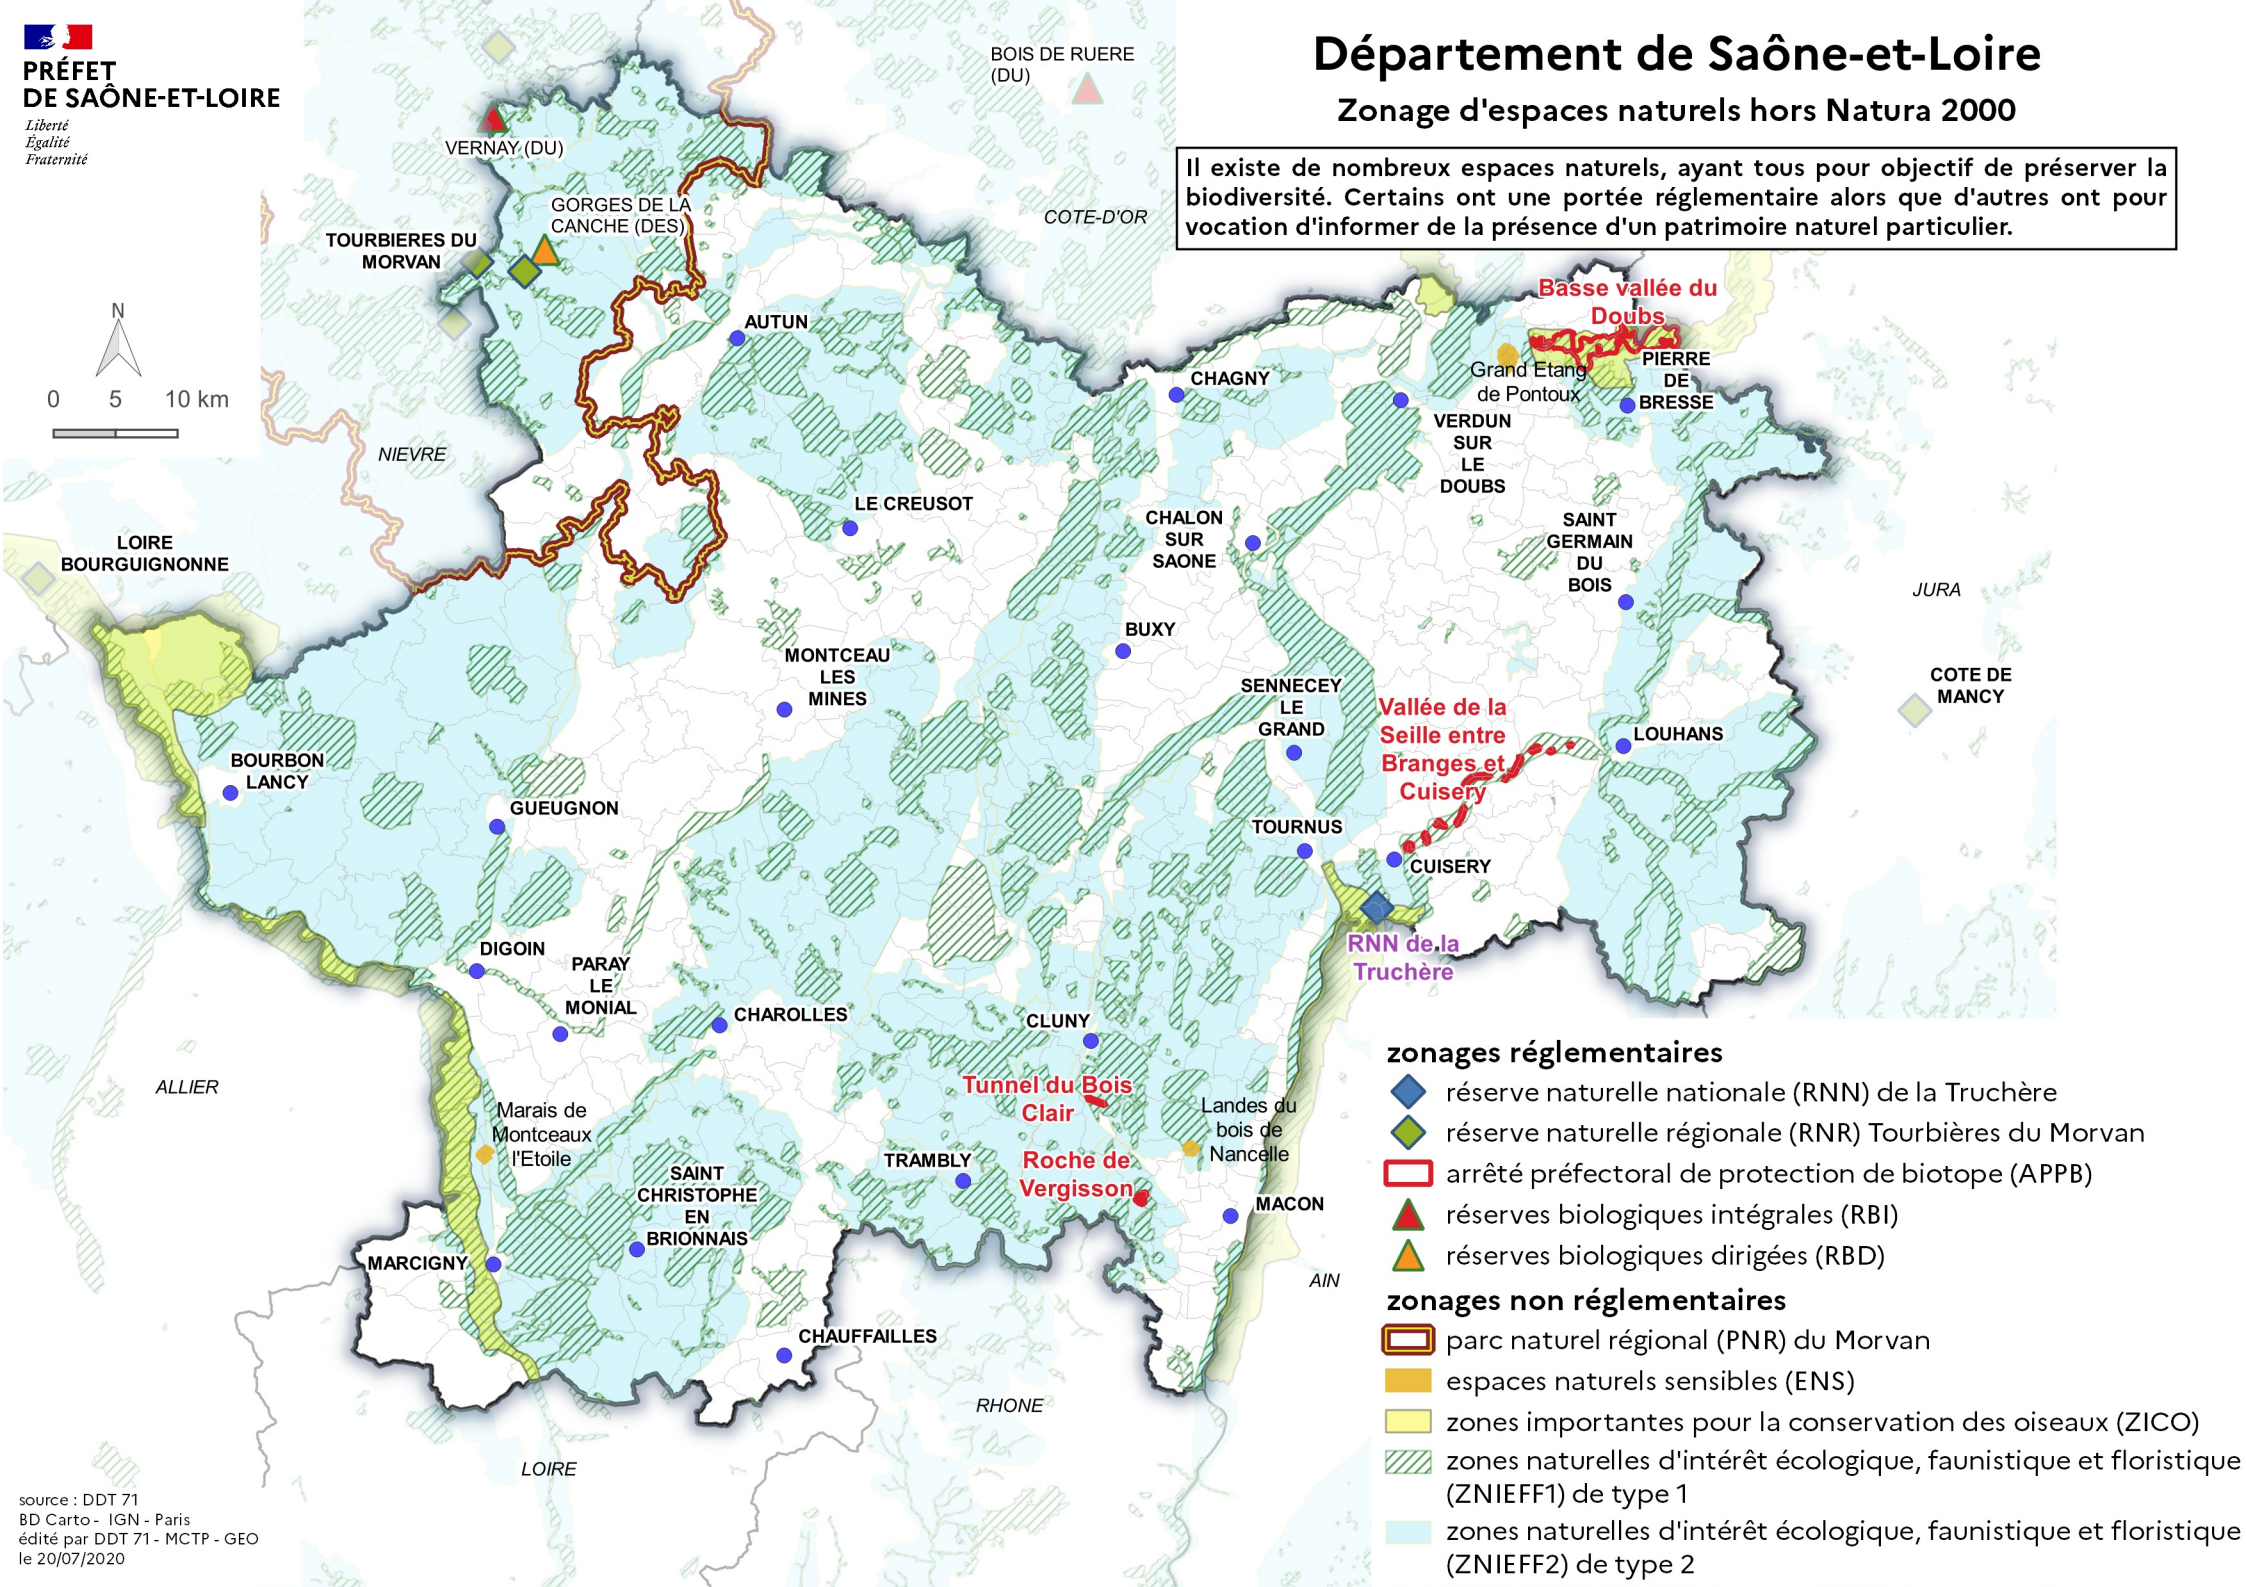 PRÉFET
DE SAÔNE-ET-LOIRE
Liberté
Égalité
Fraternité
Département de Saône-et-Loire
Zonage d'espaces naturels hors Natura 2000
Il existe de nombreux espaces naturels, ayant tous pour objectif de préserver la
biodiversité. Certains ont une portée réglementaire alors que d'autres ont pour
vocation d'informer de la présence d'un patrimoine naturel particulier.
BOIS DE RUERE
(DU)
VERNAY (DU)
GORGES DE LA
CANCHE (DES)
COTE-D'OR
TOURBIERES DU
MORVAN
N
0 5 10 km
NIEVRE
AUTUN
Basse vallée du
Doubs
Grand Etang
de Pontoux
PIERRE
DE
BRESSE
CHAGNY
VERDUN
SUR
LE
DOUBS
LE CREUSOT
CHALON
SUR
SAONE
SAINT
GERMAIN
DU
BOIS
LOIRE
BOURGUIGNONNE
JURA
BUXY
MONTCEAU
LES
MINES
SENNECEY
LE
GRAND
COTE DE
MANCY
Vallée de la
Seille entre
Branges et
Cuisery
LOUHANS
BOURBON
LANCY
GUEUGNON
TOURNUS
CUISERY
DIGOIN
PARAY
LE
MONIAL
RNN de la
Truchère
CHAROLLES
CLUNY
ALLIER
Tunnel du Bois
Clair
Marais de
Montceaux
l'Etoile
Landes du
bois de
Nancelle
SAINT
CHRISTOPHE
EN
BRIONNAIS
TRAMBLY
Roche de
Vergisson
MACON
MARCIGNY
AIN
CHAUFFAILLES
RHONE
LOIRE
zonages réglementaires
réserve naturelle nationale (RNN) de la Truchère
réserve naturelle régionale (RNR) Tourbières du Morvan
arrêté préfectoral de protection de biotope (APPB)
réserves biologiques intégrales (RBI)
réserves biologiques dirigées (RBD)
zonages non réglementaires
parc naturel régional (PNR) du Morvan
espaces naturels sensibles (ENS)
zones importantes pour la conservation des oiseaux (ZICO)
zones naturelles d'intérêt écologique, faunistique et floristique
(ZNIEFF1) de type 1
zones naturelles d'intérêt écologique, faunistique et floristique
(ZNIEFF2) de type 2
source : DDT 71
BD Carto - IGN - Paris
édité par DDT 71 - MCTP - GEO
le 20/07/2020